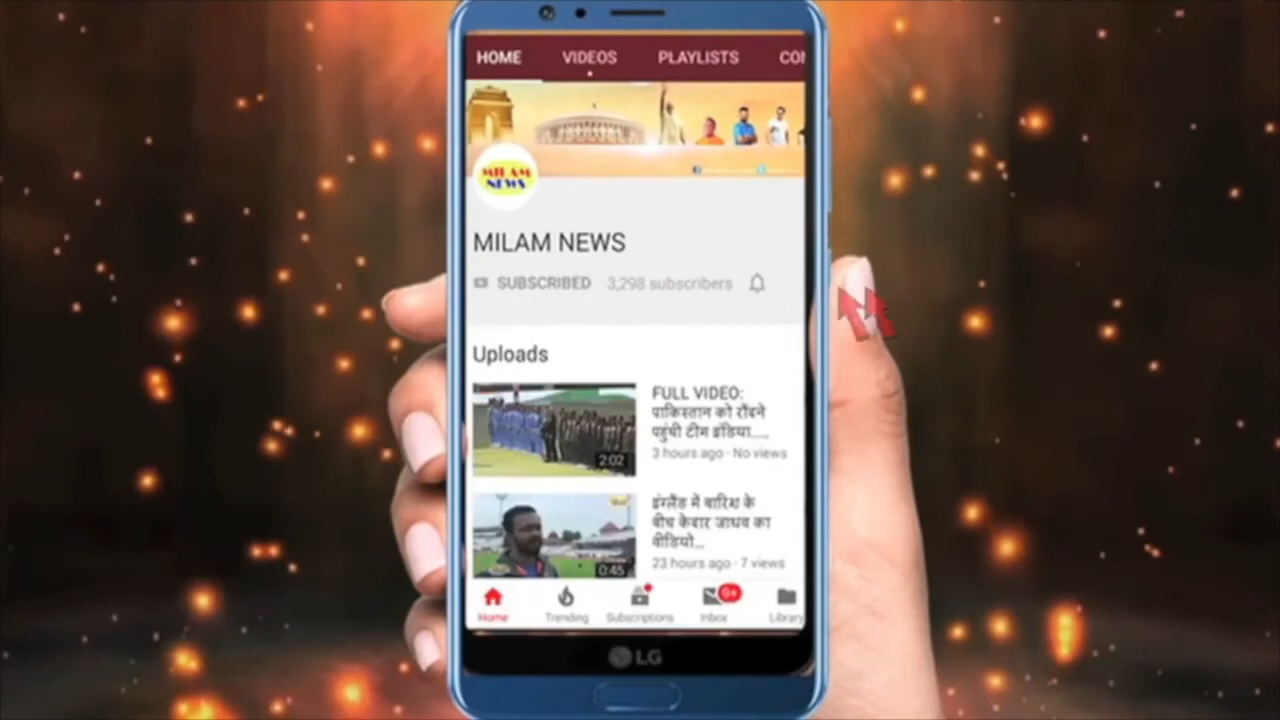 HOME VIDEOS PLAYLISTS CO
MILAM
NEWS
MILAM NEWS
SUBSCRIBED 3,298 subscribers
Uploads
FULL VIDEO:
पाकिस्तान को रौंदने
पहुंची टीम इंडिया.....
3 hours ago · No views
2:02
इंग्लैंड में बारिश के
बीच केदार जाधव का
वीडियो...
23 hours ago · 7 views
0:45
9+
Home Trending Subscriptions Inbox Library
LG